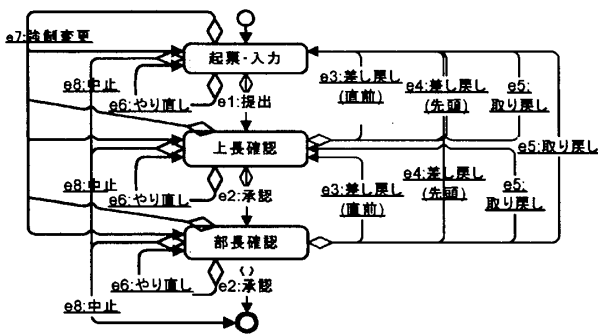 e7:強制変更
起票・入力
e8:中止
e6:やり直し
e1:提出
e3:差し戻し
(直前)
e4:差し戻し
(先頭)
e5:
取り戻し
上長確認
e5:取り戻し
e8:中止
e6:やり直し
e2:承認
e3:差し戻し
(直前)
e4:差し戻し
(先頭)
e5:
取り戻し
部長確認
e6:やり直し
e2:承認
e8:中止